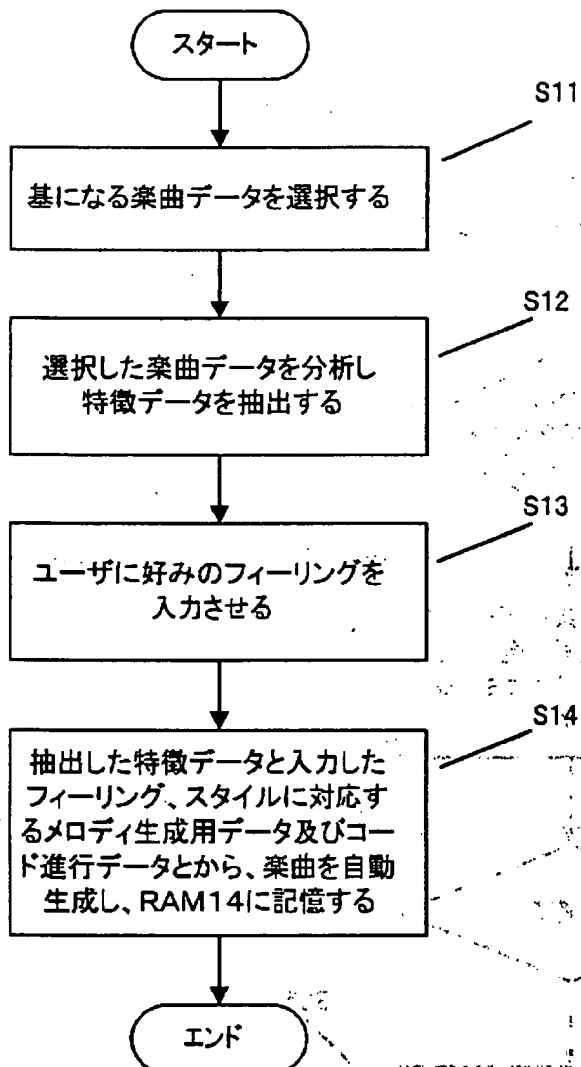 スタート
S11
基になる楽曲データを選択する
S12
選択した楽曲データを分析し
特徴データを抽出する
S13
ユーザに好みのフィーリングを
入力させる
S14
抽出した特徴データと入力した
フィーリング、スタイルに対応す
るメロディ生成用データ及びコー
ド進行データとから、楽曲を自動
生成し、RAM14に記憶する
エンド